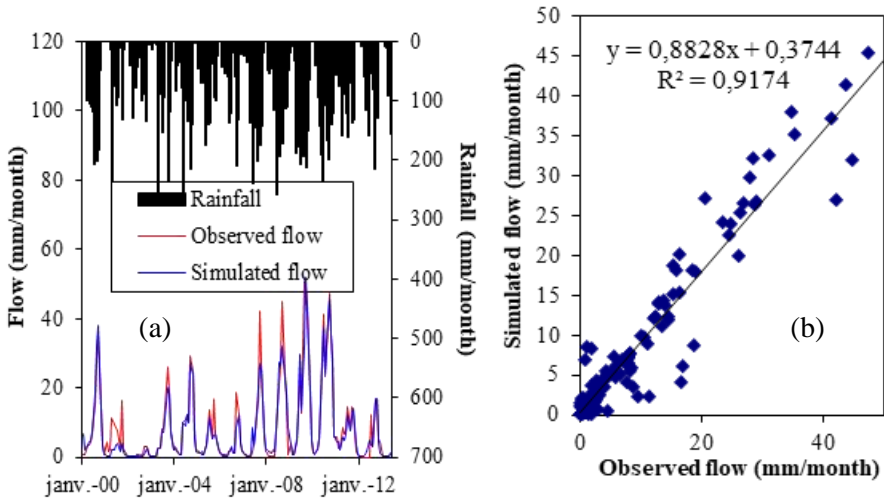 120
100
80
60
40
20
0
Flow (mm/month)
0
100
200
300
400
500
600
700
Rainfall (mm/month)
Rainfall
Observed flow
Simulated flow
(a)
janv.-00
janv.-04
janv.-08
janv.-12
50
45
40
35
30
25
20
15
10
5
0
Simulated flow (mm/month)
y = 0,8828x + 0,3744
R² = 0,9174
(b)
0
20
40
Observed flow (mm/month)